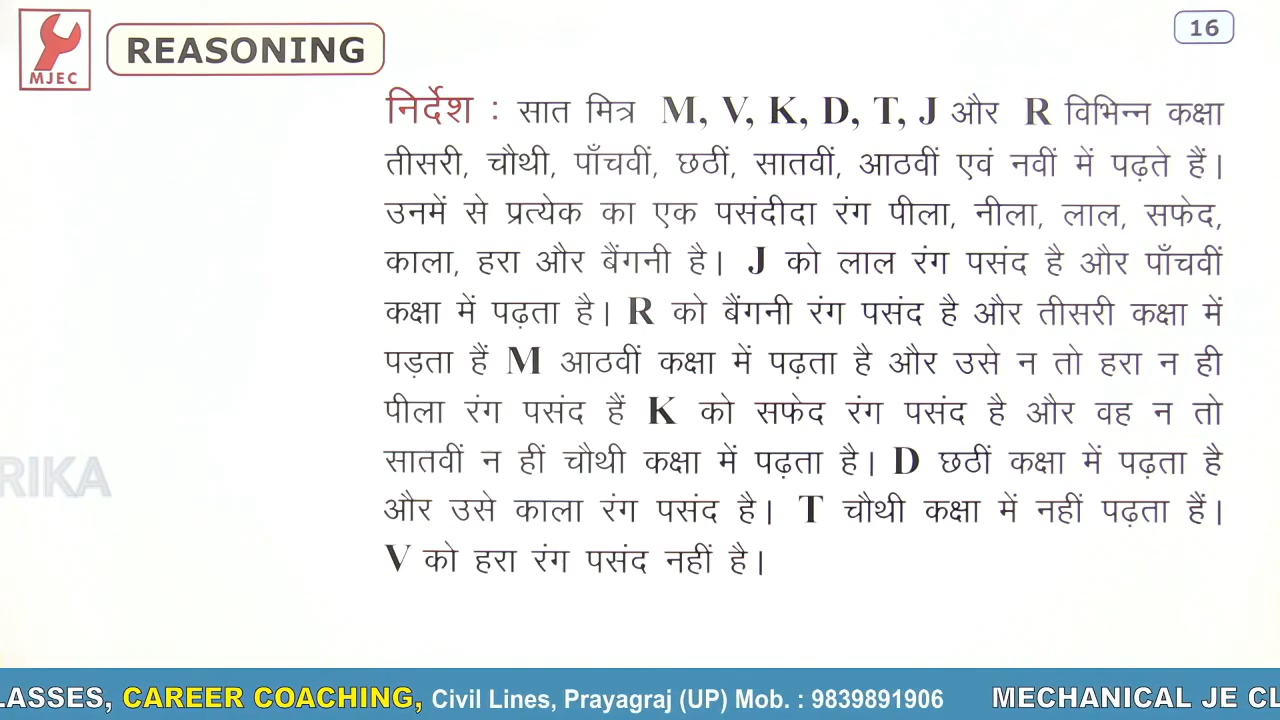 MJEC
REASONING
16
निर्देश : सात मित्र M, V, K, D, T, J और R विभिन्न कक्षा
तीसरी, चौथी, पाँचवीं, छठीं, सातवीं, आठवीं एवं नवीं में पढ़ते हैं।
उनमें से प्रत्येक का एक पसंदीदा रंग पीला, नीला, लाल, सफेद,
काला, हरा और बैंगनी है। J को लाल रंग पसंद है और पाँचवीं
कक्षा में पढ़ता है। R को बैंगनी रंग पसंद है और तीसरी कक्षा में
पड़ता हैं M आठवीं कक्षा में पढ़ता है और उसे न तो हरा न ही
पीला रंग पसंद हैं K को सफेद रंग पसंद है और वह न तो
सातवीं न हीं चौथी कक्षा में पढ़ता है। D छठीं कक्षा में पढ़ता है
और उसे काला रंग पसंद है। T चौथी कक्षा में नहीं पढ़ता हैं।
V को हरा रंग पसंद नहीं है।
RIKA
LASSES, CAREER COACHING, Civil Lines, Prayagraj (UP) Mob. : 9839891906 MECHANICAL JE CL